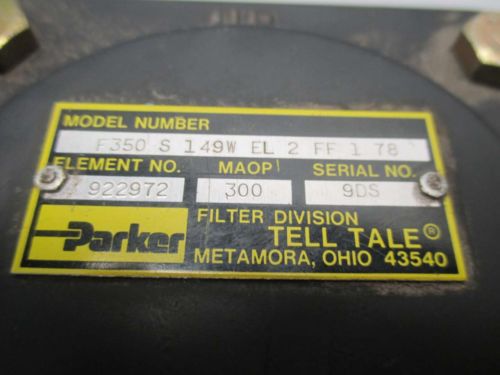 MODEL NUMBER
F350 S 149W EL 2 FF 1 78
ELEMENT NO. MAOP SERIAL NO.
922972 300 9DS
Parker FILTER DIVISION
TELL TALE®
METAMORA, OHIO 43540